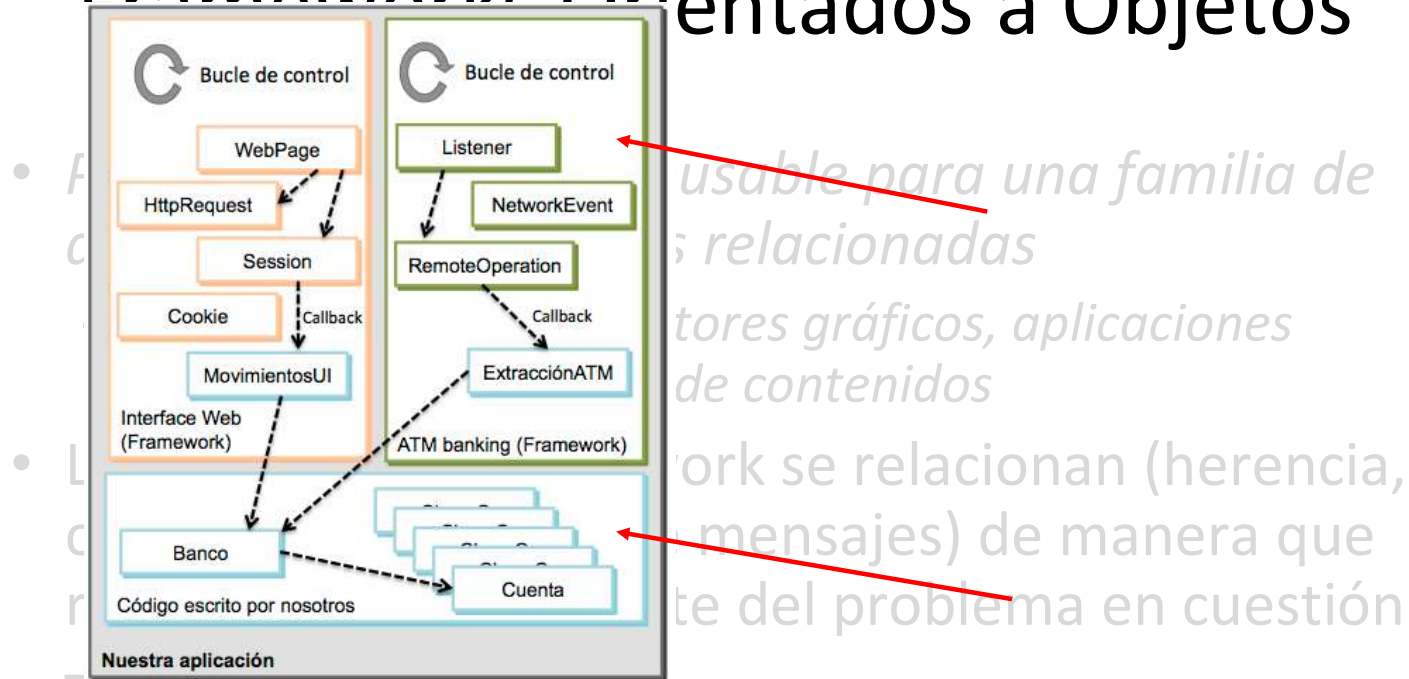 entados a Objetos
Bucle de control
WebPage
HttpRequest
Session
Cookie
Callback
MovimientosUI
Interface Web
(Framework)
Bucle de control
Listener
NetworkEvent
RemoteOperation
Callback
ExtracciónATM
ATM banking (Framework)
Banco
Cuenta
Código escrito por nosotros
Nuestra aplicación
usable para una familia de
s relacionadas
tores gráficos, aplicaciones
de contenidos
ork se relacionan (herencia,
mensajes) de manera que
te del problema en cuestión